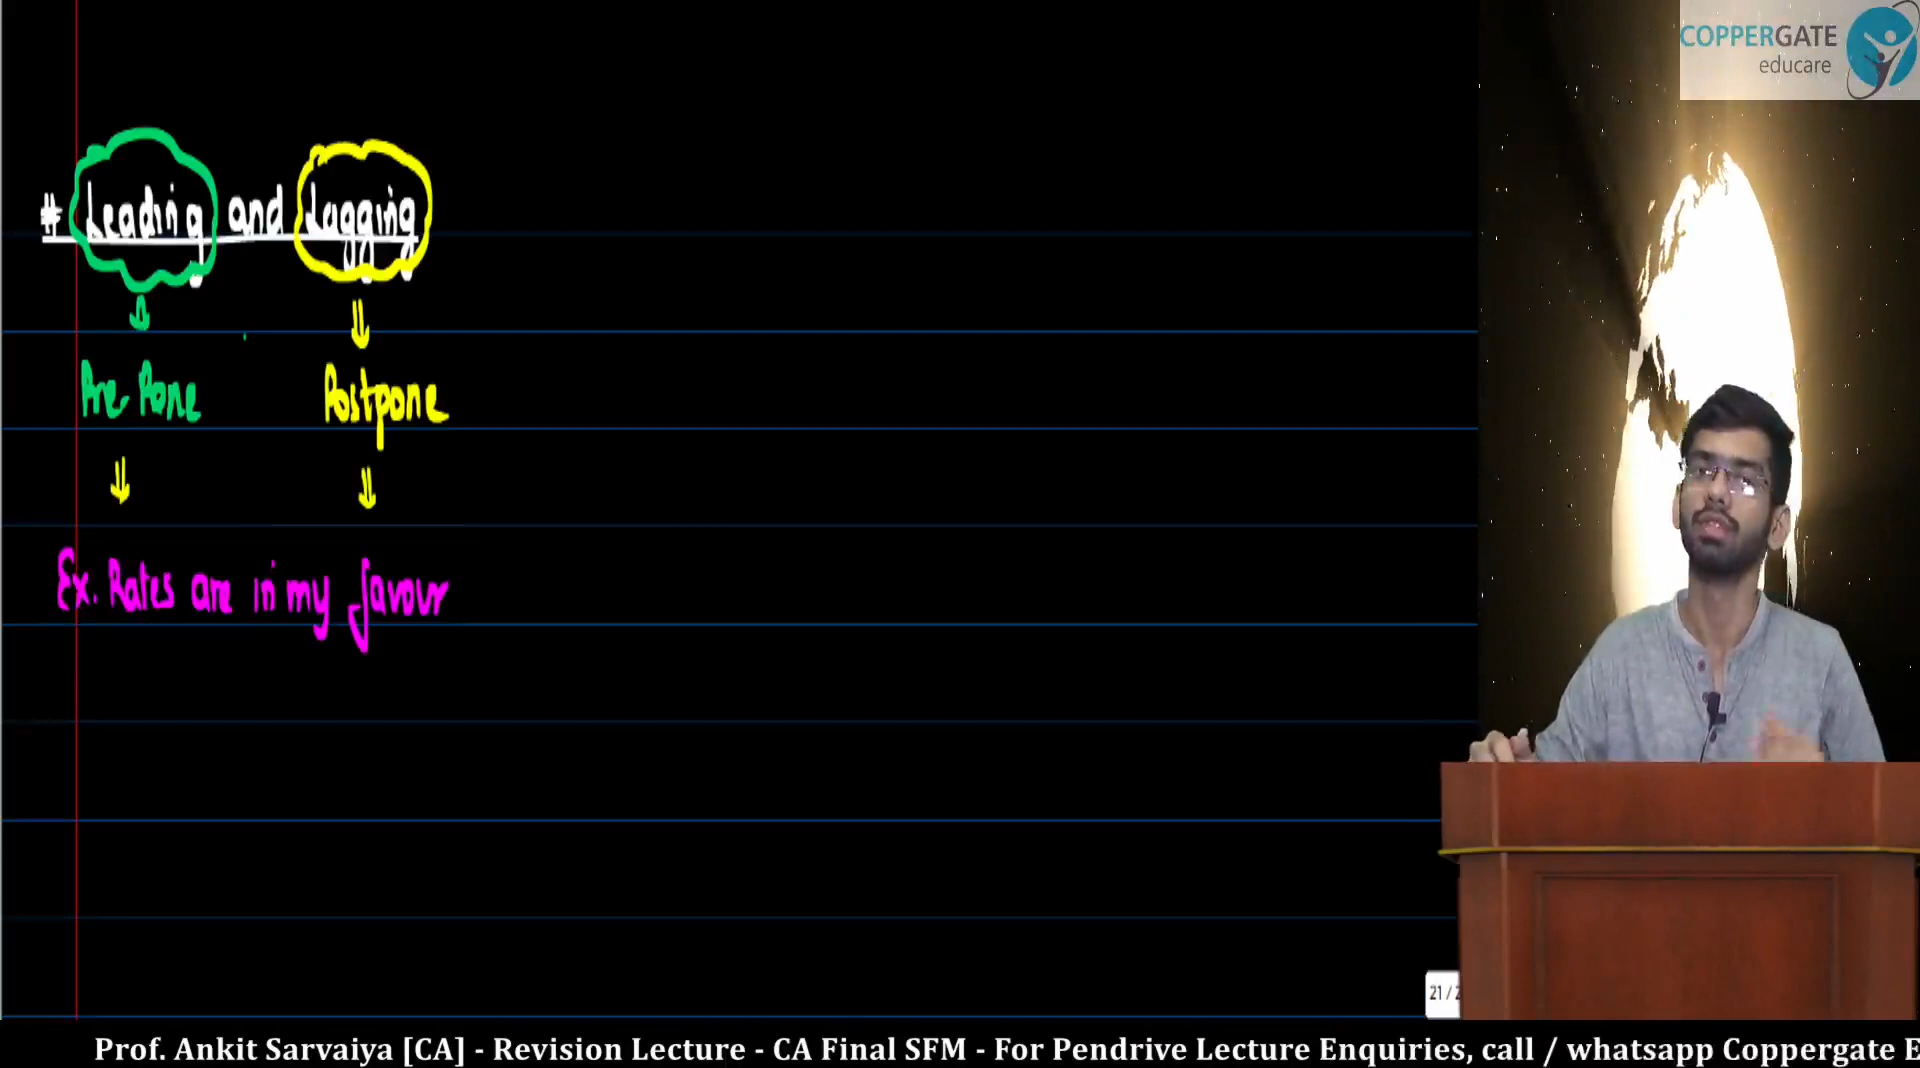 COPPERGATE
educare
# Leading and Lagging
Pre Pone Postpone
Ex. Rates are in my favour
21 / 2
Prof. Ankit Sarvaiya [CA] - Revision Lecture - CA Final SFM - For Pendrive Lecture Enquiries, call / whatsapp Coppergate E